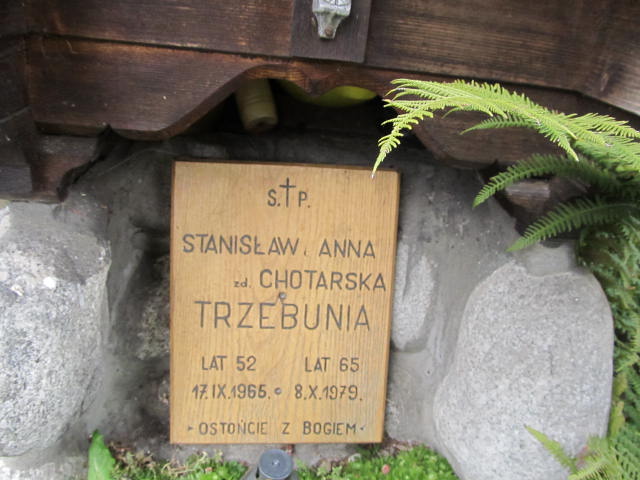 Ś.†P.
STANISŁAW i ANNA
zd. CHOTARSKA
TRZEBUNIA
LAT 52 LAT 65
17.IX.1965. 8.X.1979.
OSTOŃCIE Z BOGIEM